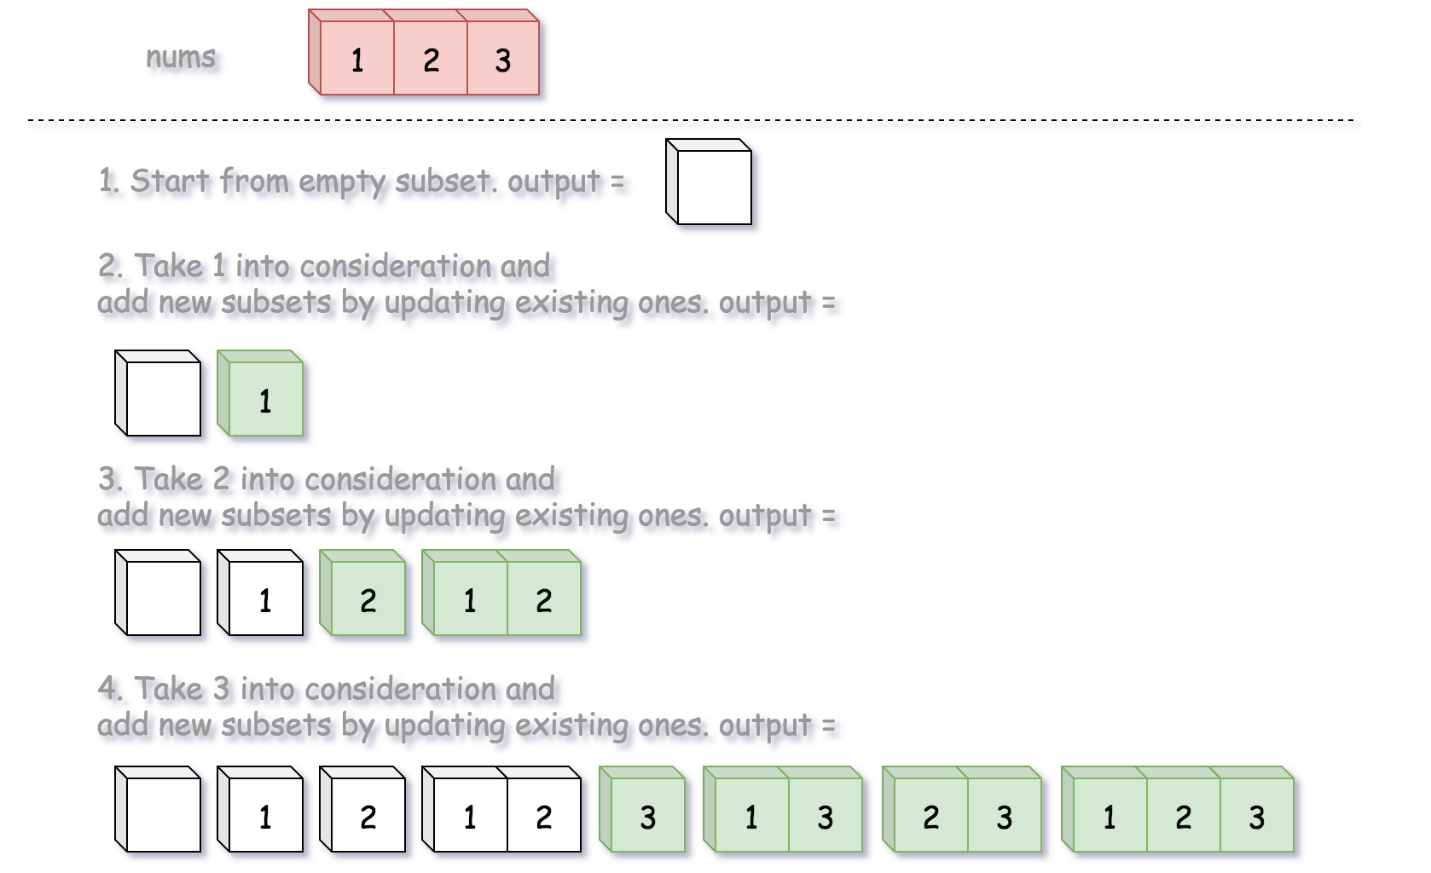 nums 1 2 3
1. Start from empty subset. output =
2. Take 1 into consideration and
add new subsets by updating existing ones. output =
1
3. Take 2 into consideration and
add new subsets by updating existing ones. output =
1 2 1 2
4. Take 3 into consideration and
add new subsets by updating existing ones. output =
1 2 1 2 3 1 3 2 3 1 2 3